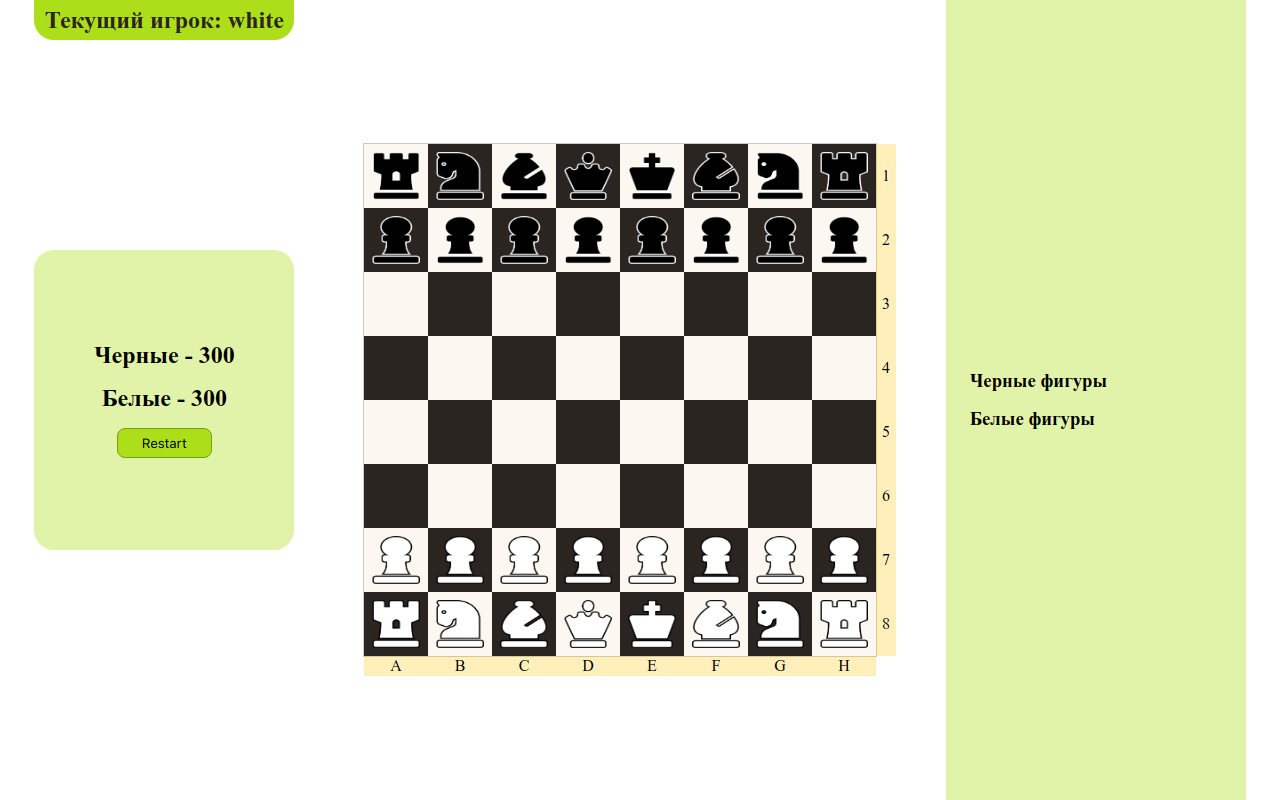 Текущий игрок: white
Черные - 300
Белые - 300
Restart
1
2
3
4
5
6
7
8
A B C D E F G H
Черные фигуры
Белые фигуры